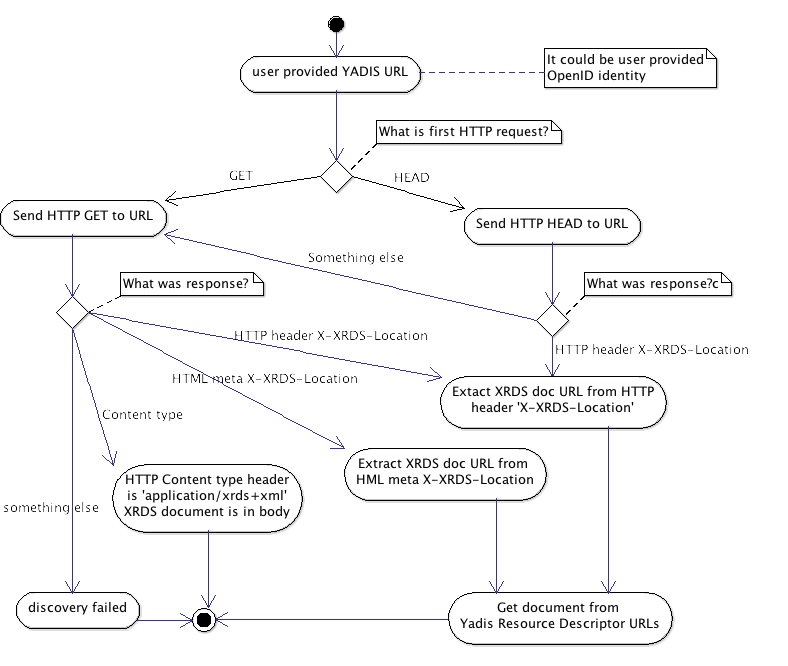 user provided YADIS URL
It could be user provided
OpenID identity
What is first HTTP request?
GET
HEAD
Send HTTP GET to URL
Send HTTP HEAD to URL
Something else
What was response?
What was response?c
HTTP header X-XRDS-Location
HTTP header X-XRDS-Location
HTML meta X-XRDS-Location
Extact XRDS doc URL from HTTP
header 'X-XRDS-Location'
Content type
Extract XRDS doc URL from
HML meta X-XRDS-Location
HTTP Content type header
is 'application/xrds+xml'
XRDS document is in body
something else
discovery failed
Get document from
Yadis Resource Descriptor URLs